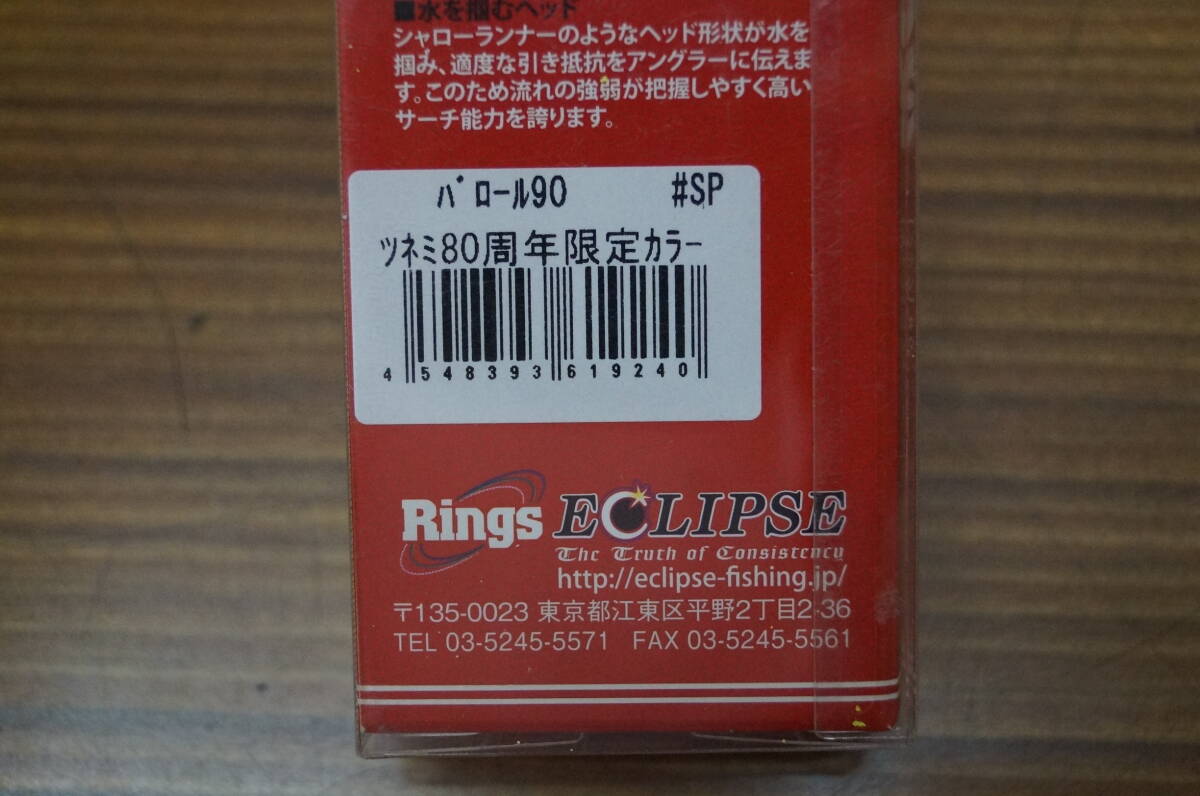 ■水を掴むヘッド
シャローランナーのようなヘッド形状が水を
掴み、適度な引き抵抗をアングラーに伝えま
す。このため流れの強弱が把握しやすく高い
サーチ能力を誇ります。
バロール90 #SP
ツネミ80周年限定カラー
4 548393 619240
Rings ECLIPSE
The Truth of Consistency
http://eclipse-fishing.jp/
〒135-0023 東京都江東区平野2丁目2-36
TEL 03-5245-5571 FAX 03-5245-5561